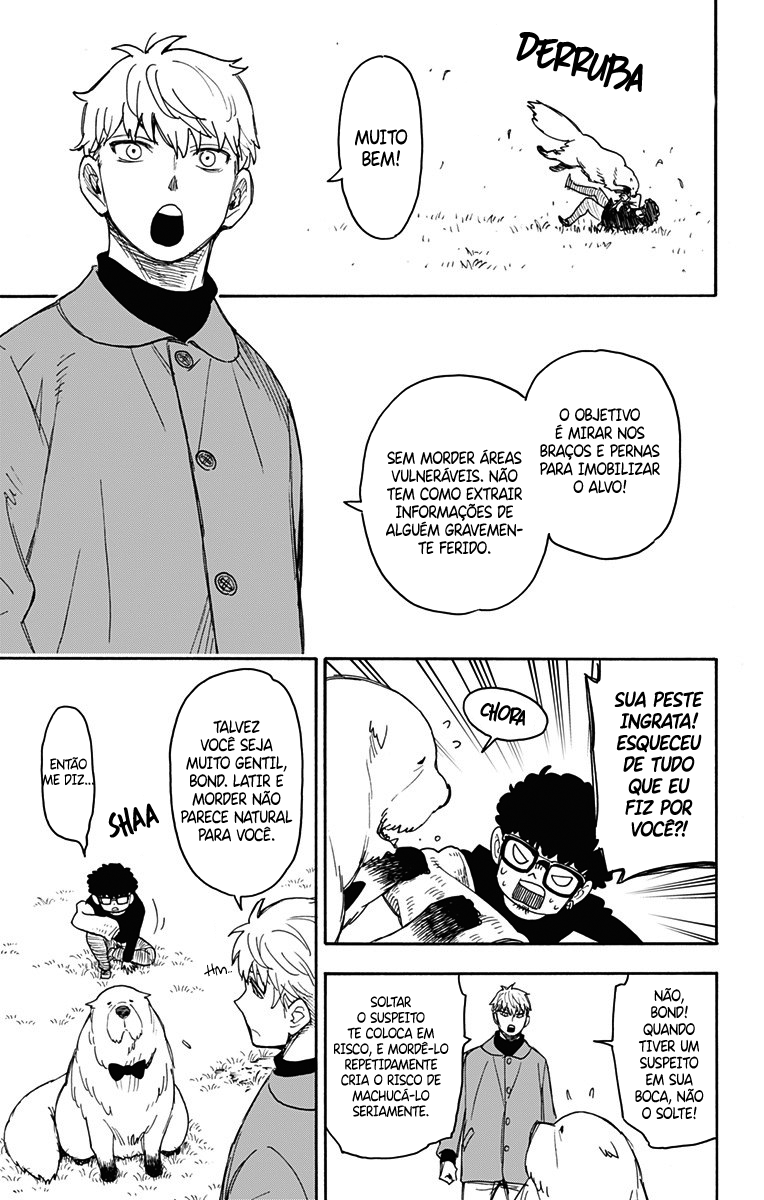 DERRUBA
MUITO
BEM!
O OBJETIVO
É MIRAR NOS
BRAÇOS E PERNAS
PARA IMOBILIZAR
O ALVO!
SEM MORDER ÁREAS
VULNERÁVEIS. NÃO
TEM COMO EXTRAIR
INFORMAÇÕES DE
ALGUÉM GRAVEMEN-
TE FERIDO.
SUA PESTE
INGRATA!
ESQUECEU
DE TUDO
QUE EU
FIZ POR
VOCÊ?!
CHORA
NÃO,
BOND!
QUANDO
TIVER UM
SUSPEITO
EM SUA
BOCA, NÃO
O SOLTE!
SOLTAR
O SUSPEITO
TE COLOCA EM
RISCO, E MORDÊ-LO
REPETIDAMENTE
CRIA O RISCO DE
MACHUCÁ-LO
SERIAMENTE.
TALVEZ
VOCÊ SEJA
MUITO GENTIL,
BOND. LATIR E
MORDER NÃO
PARECE NATURAL
PARA VOCÊ.
HM...
SHAA
ENTÃO
ME DIZ...